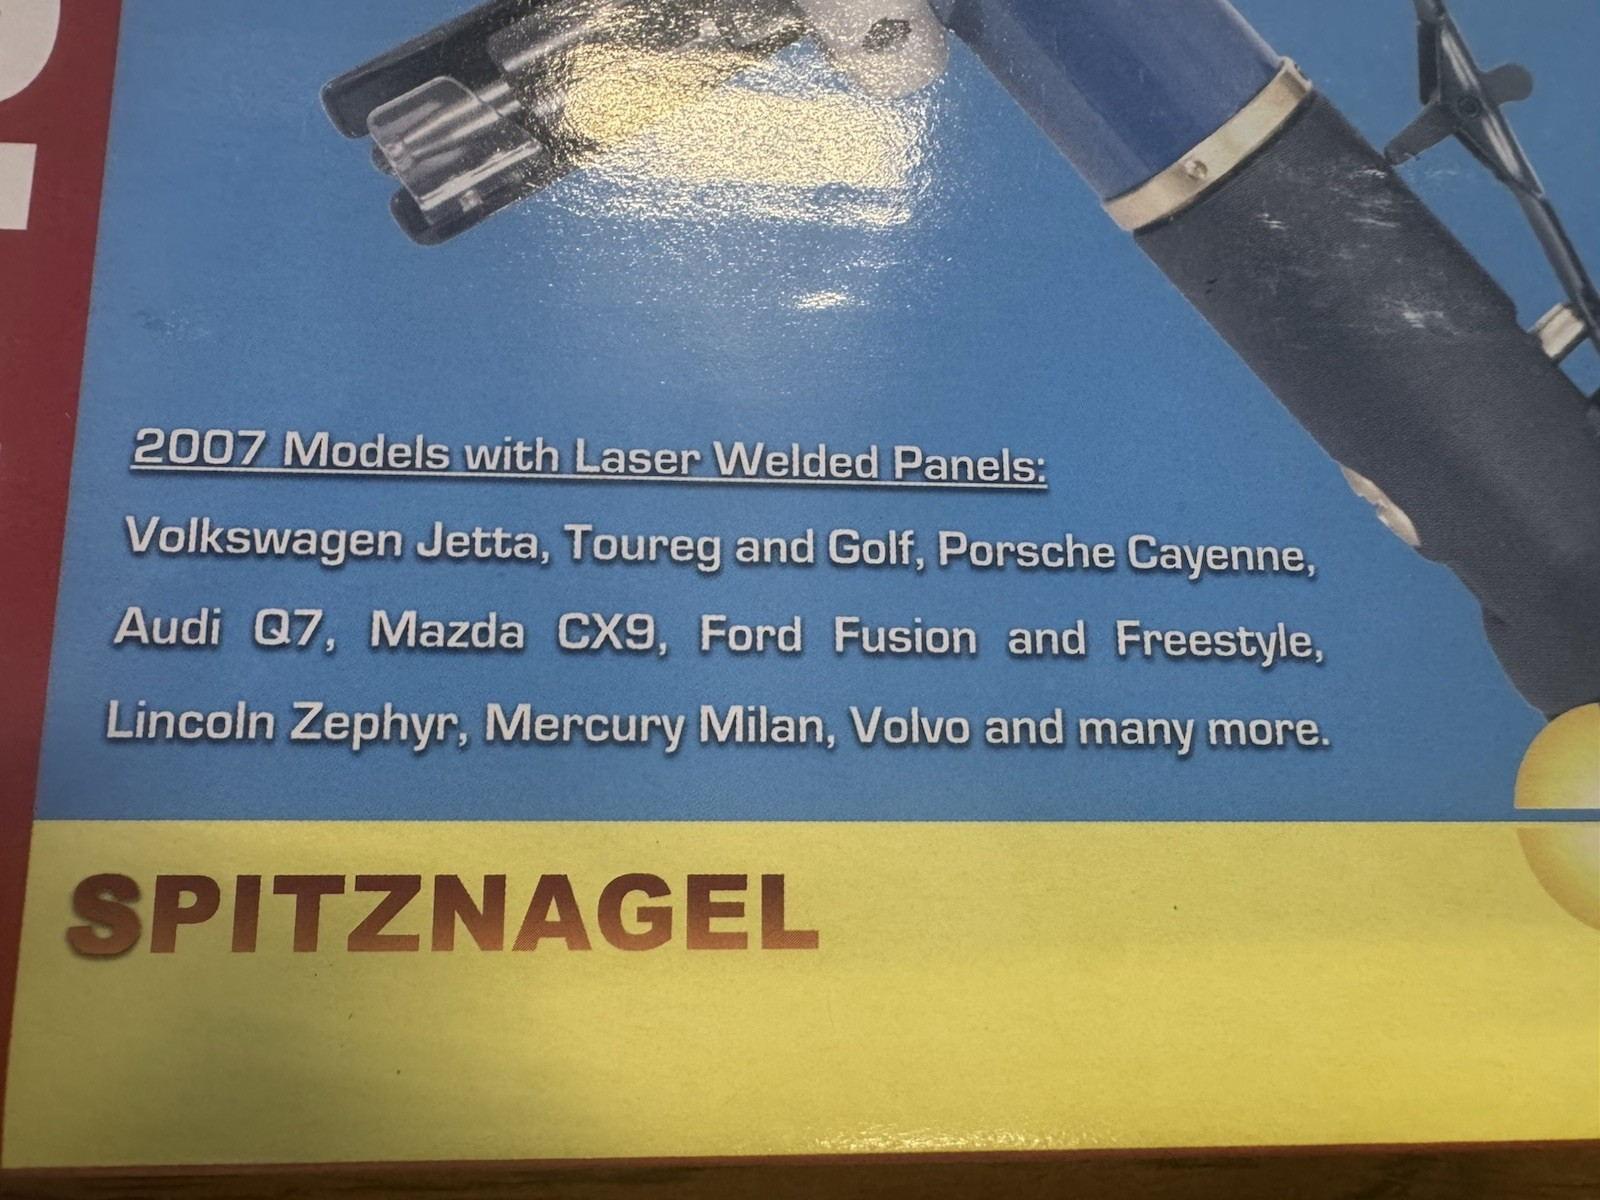 2007 Models with Laser Welded Panels:
Volkswagen Jetta, Toureg and Golf, Porsche Cayenne,
Audi Q7, Mazda CX9, Ford Fusion and Freestyle,
Lincoln Zephyr, Mercury Milan, Volvo and many more.
SPITZNAGEL